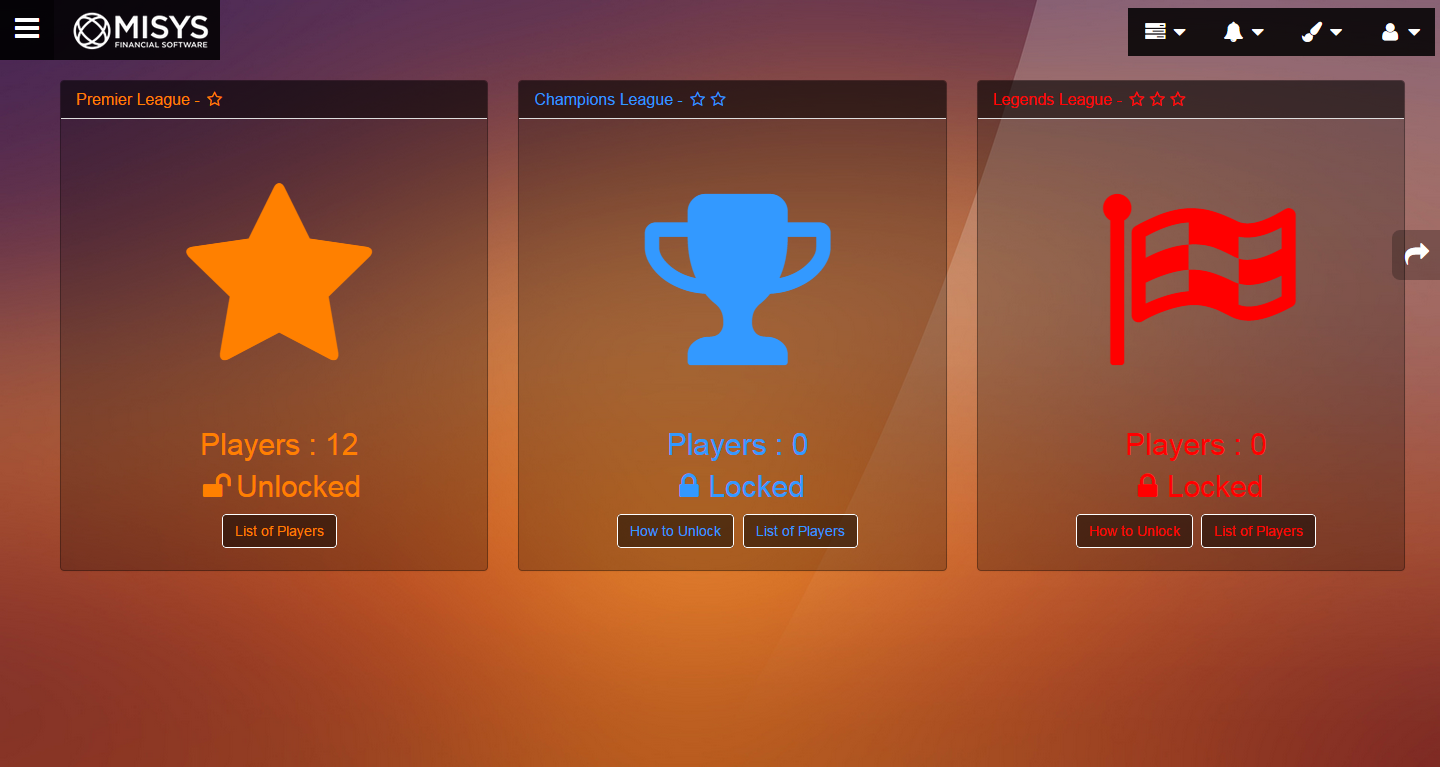 MISYS
FINANCIAL SOFTWARE
Premier League -
Players : 12
Unlocked
List of Players
Champions League -
Players : 0
Locked
How to Unlock
List of Players
Legends League -
Players : 0
Locked
How to Unlock
List of Players